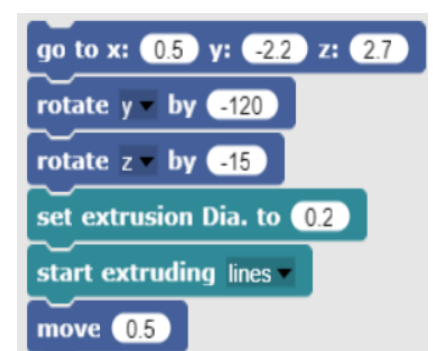 go to x: 0.5 y: -2.2 z: 2.7
rotate y by -120
rotate z by -15
set extrusion Dia. to 0.2
start extruding lines
move 0.5